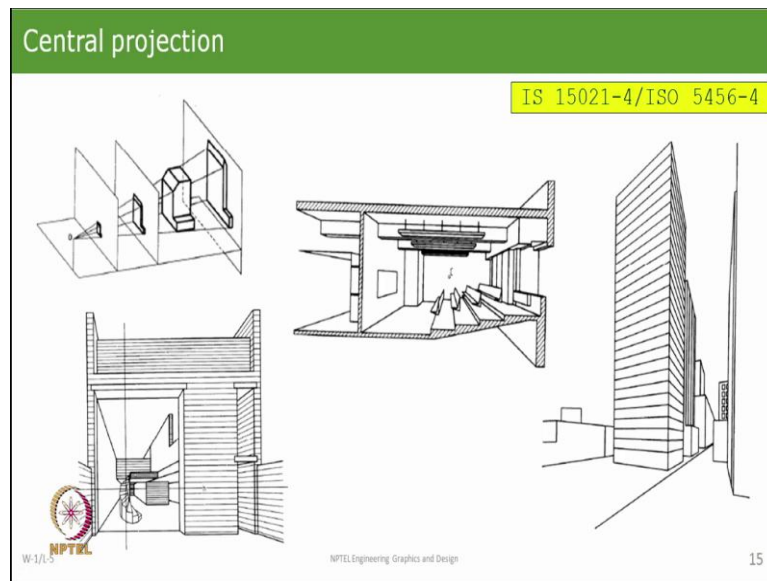 Central projection
IS 15021-4/ISO 5456-4
NPTEL
W-1/L-5
NPTEL Engineering Graphics and Design
15